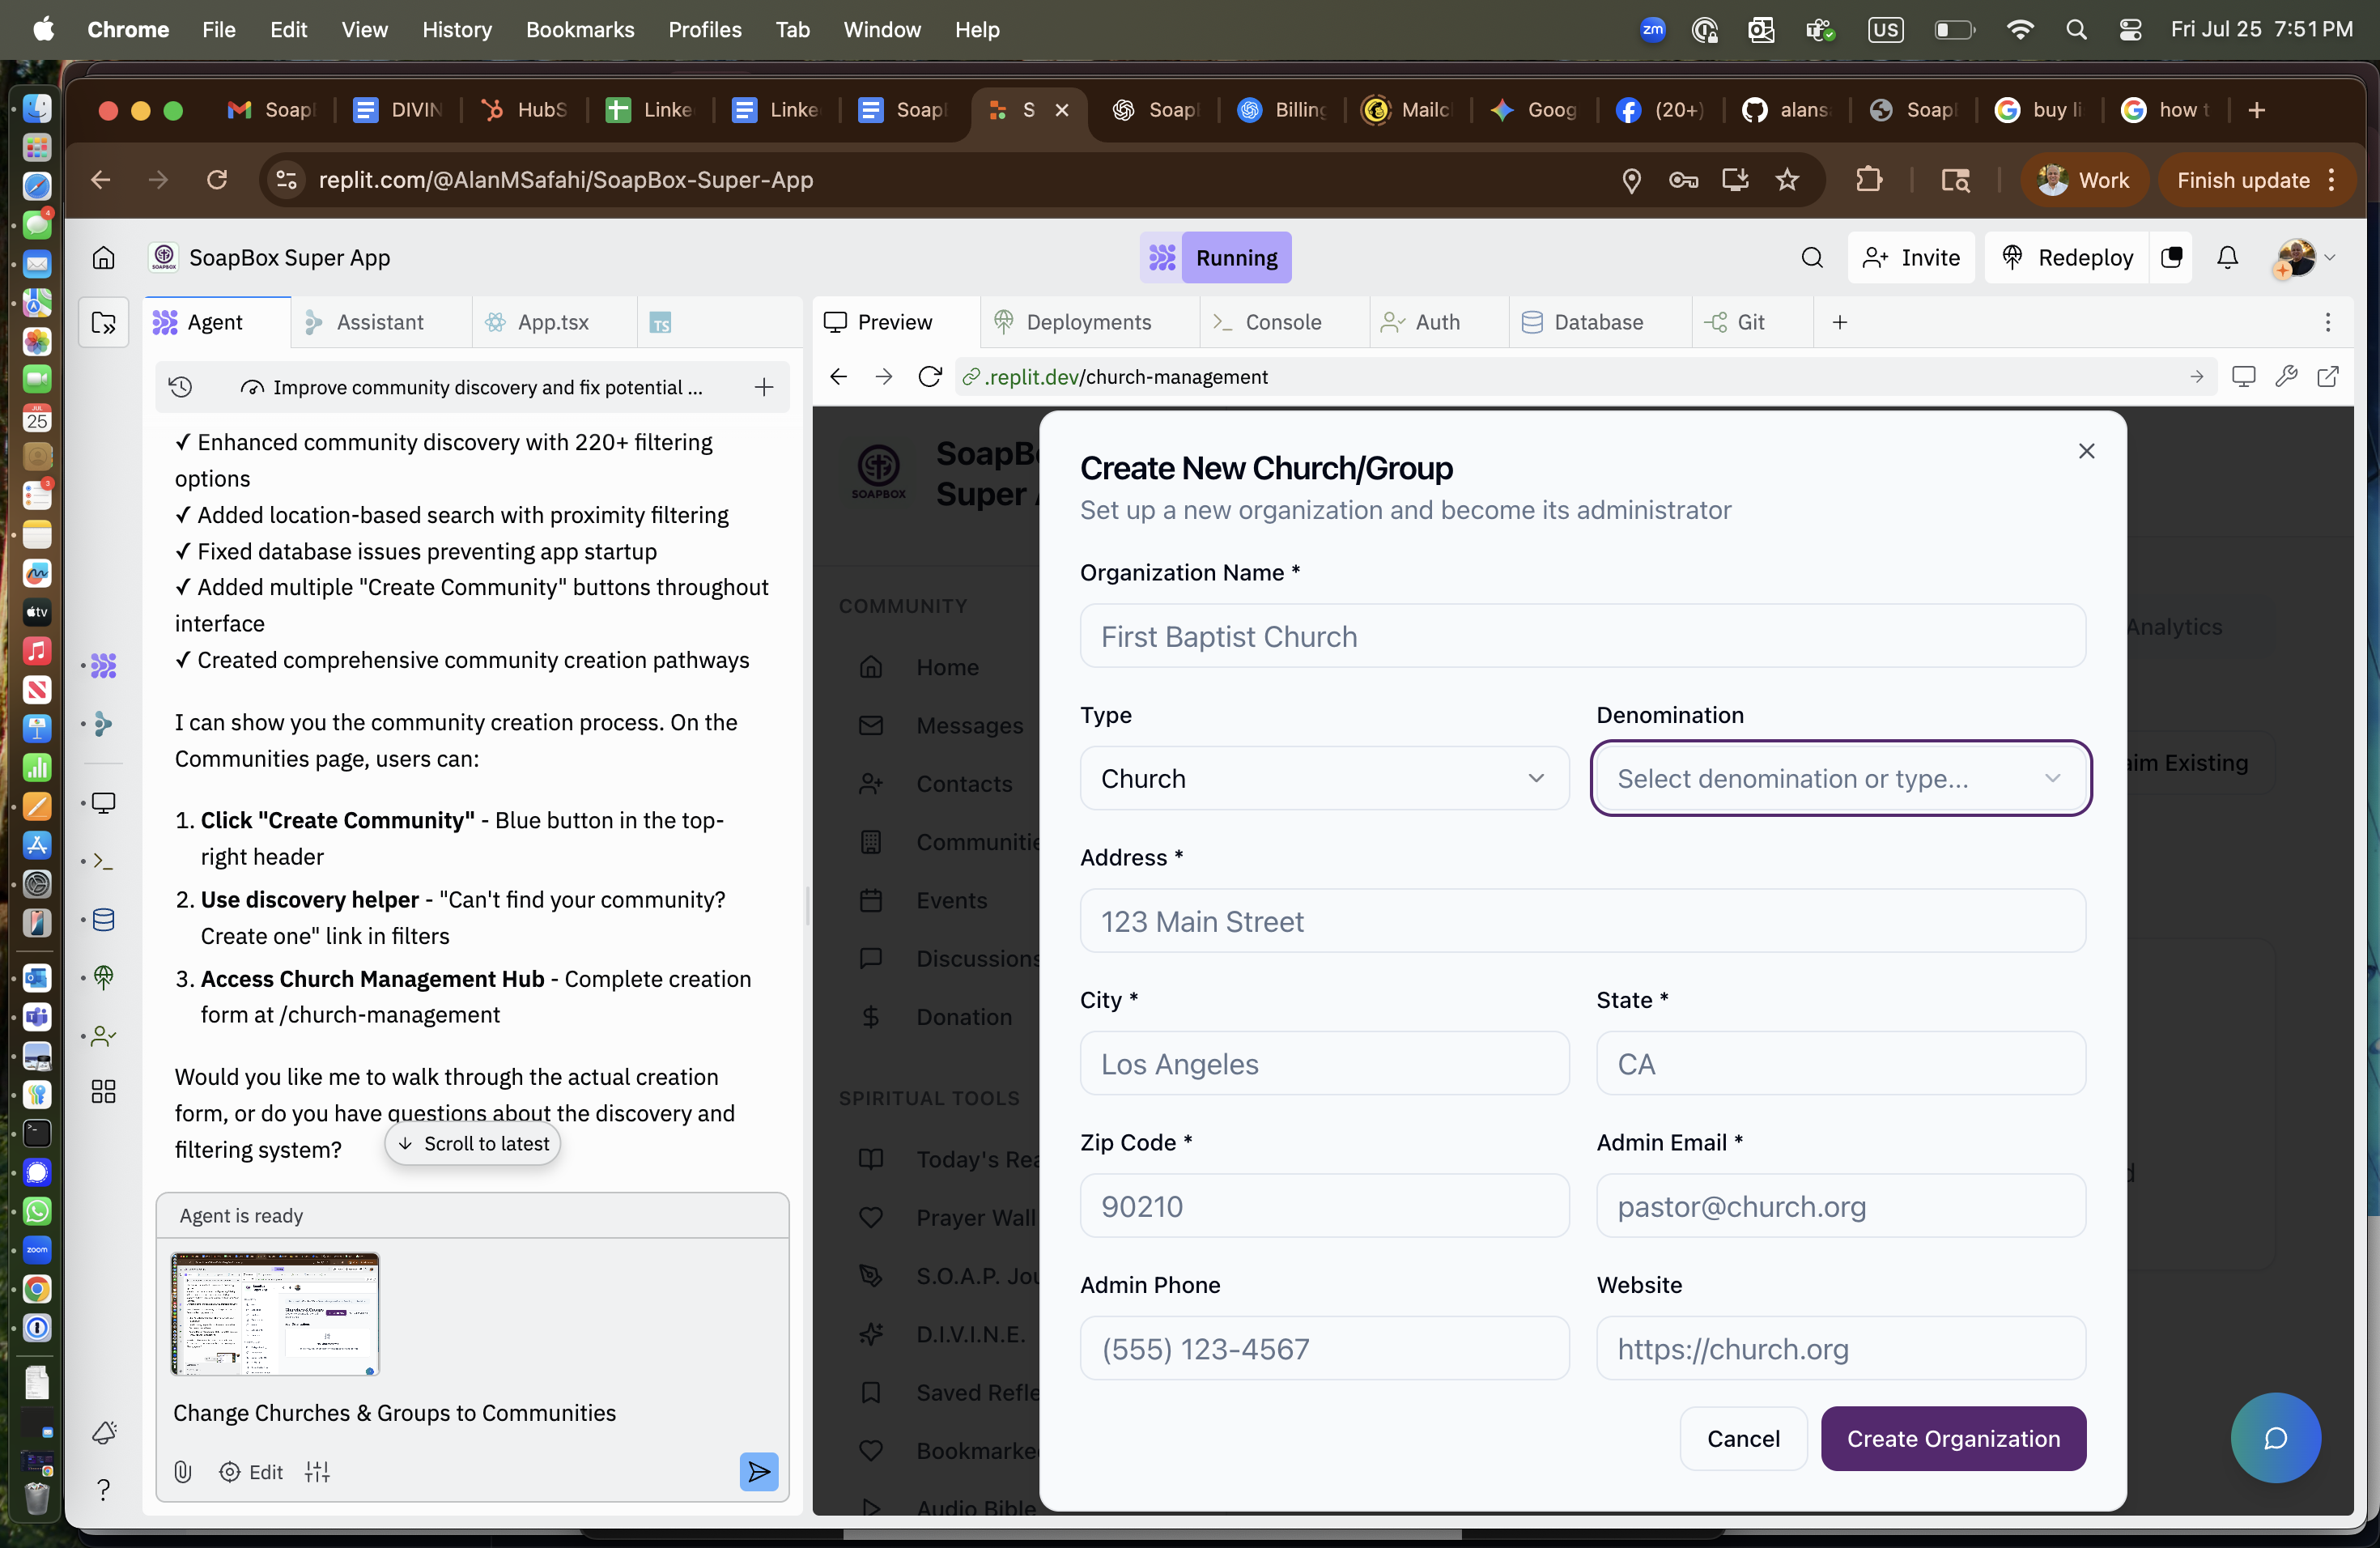 Chrome File Edit View History Bookmarks Profiles Tab Window Help
zm US Fri Jul 25 7:51 PM
Soap DIVIN HubS Linke Linke Soap S Soap Billing Mailc Goog (20+) alans Soap buy li how t
replit.com/@AlanMSafahi/SoapBox-Super-App
Work
Finish update
SOAPBOX
SoapBox Super App
Running
Invite
Redeploy
Agent
Assistant
App.tsx
TS
Preview
Deployments
Console
Auth
Database
Git
Improve community discovery and fix potential ...
.replit.dev/church-management
✓ Enhanced community discovery with 220+ filtering
options
✓ Added location-based search with proximity filtering
✓ Fixed database issues preventing app startup
✓ Added multiple "Create Community" buttons throughout
interface
✓ Created comprehensive community creation pathways
I can show you the community creation process. On the
Communities page, users can:
1. Click "Create Community" - Blue button in the top-
right header
2. Use discovery helper - "Can't find your community?
Create one" link in filters
3. Access Church Management Hub - Complete creation
form at /church-management
Would you like me to walk through the actual creation
form, or do you have questions about the discovery and
filtering system?
Scroll to latest
Agent is ready
Change Churches & Groups to Communities
Edit
SOAPBOX
SoapB
Super
COMMUNITY
Home
Messages
Contacts
Communitie
Events
Discussions
Donation
SPIRITUAL TOOLS
Today's Rea
Prayer Wall
S.O.A.P. Jou
D.I.V.I.N.E.
Saved Refle
Bookmarke
Audio Bible
Analytics
aim Existing
Create New Church/Group
Set up a new organization and become its administrator
Organization Name *
First Baptist Church
Type
Denomination
Church
Select denomination or type...
Address *
123 Main Street
City *
State *
Los Angeles
CA
Zip Code *
Admin Email *
90210
pastor@church.org
Admin Phone
Website
(555) 123-4567
https://church.org
Cancel
Create Organization
4
JUL
25
3
tv
zoom